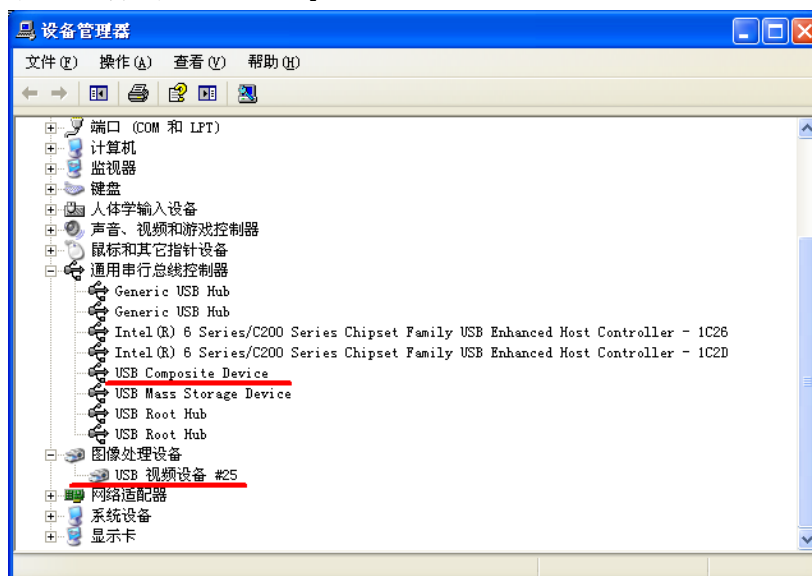 设备管理器
文件(F) 操作(A) 查看(V) 帮助(H)
端口 (COM 和 LPT)
计算机
监视器
键盘
人体学输入设备
声音、视频和游戏控制器
鼠标和其它指针设备
通用串行总线控制器
Generic USB Hub
Generic USB Hub
Intel(R) 6 Series/C200 Series Chipset Family USB Enhanced Host Controller - 1C26
Intel(R) 6 Series/C200 Series Chipset Family USB Enhanced Host Controller - 1C2D
USB Composite Device
USB Mass Storage Device
USB Root Hub
USB Root Hub
图像处理设备
USB 视频设备 #25
网络适配器
系统设备
显示卡